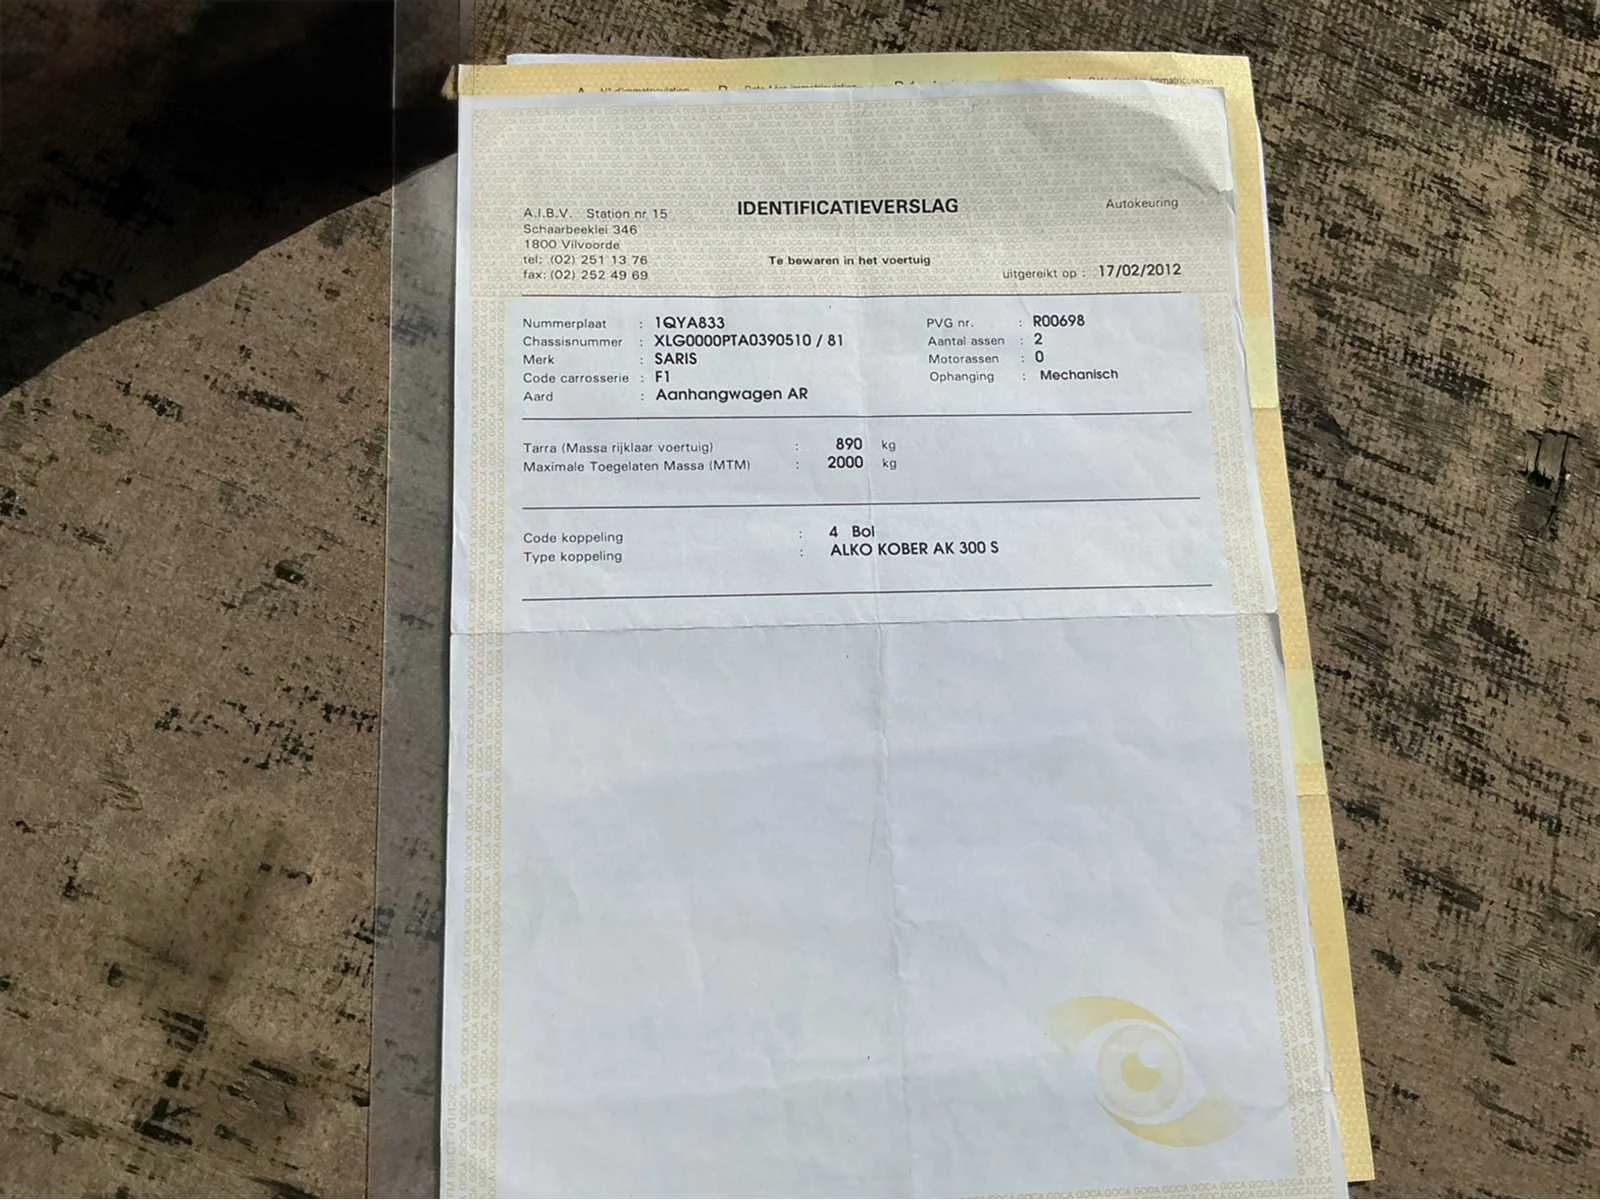 A N° d'immatriculation B
A.I.B.V. Station nr 15
Schaarbeeklei 346
1800 Vilvoorde
tel: (02) 251 13 76
fax: (02) 252 49 69
IDENTIFICATIEVERSLAG
Te bewaren in het voertuig
Autokeuring
uitgereikt op : 17/02/2012
Nummerplaat : 1QYA833
Chassisnummer : XLG0000PTA0390510 / 81
Merk : SARIS
Code carrosserie : F1
Aard : Aanhangwagen AR
PVG nr. : R00698
Aantal assen : 2
Motorassen : 0
Ophanging : Mechanisch
Tarra (Massa rijklaar voertuig) : 890 kg
Maximale Toegelaten Massa (MTM) : 2000 kg
Code koppeling : 4 Bol
Type koppeling : ALKO KOBER AK 300 S